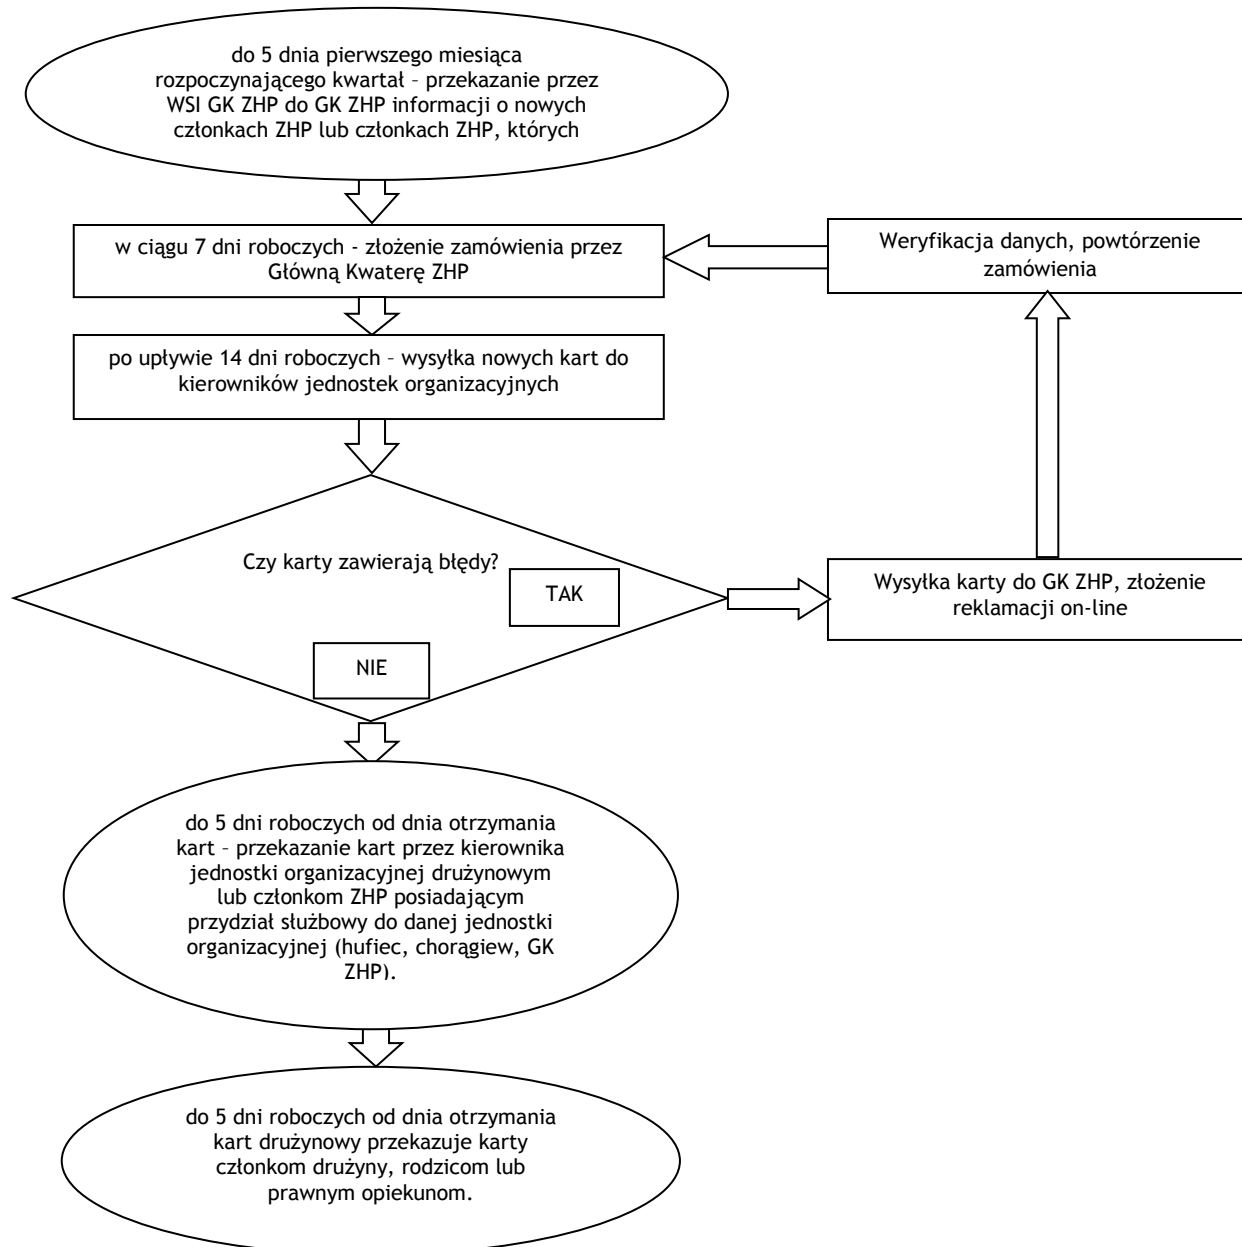 do 5 dnia pierwszego miesiąca
rozpoczynającego kwartał – przekazanie przez
WSI GK ZHP do GK ZHP informacji o nowych
członkach ZHP lub członkach ZHP, których
w ciągu 7 dni roboczych - złożenie zamówienia przez
Główną Kwaterę ZHP
Weryfikacja danych, powtórzenie
zamówienia
po upływie 14 dni roboczych – wysyłka nowych kart do
kierowników jednostek organizacyjnych
Czy karty zawierają błędy?
TAK
NIE
Wysyłka karty do GK ZHP, złożenie
reklamacji on-line
do 5 dni roboczych od dnia otrzymania
kart – przekazanie kart przez kierownika
jednostki organizacyjnej drużynowym
lub członkom ZHP posiadającym
przydział służbowy do danej jednostki
organizacyjnej (hufiec, chorągiew, GK
ZHP).
do 5 dni roboczych od dnia otrzymania
kart drużynowy przekazuje karty
członkom drużyny, rodzicom lub
prawnym opiekunom.